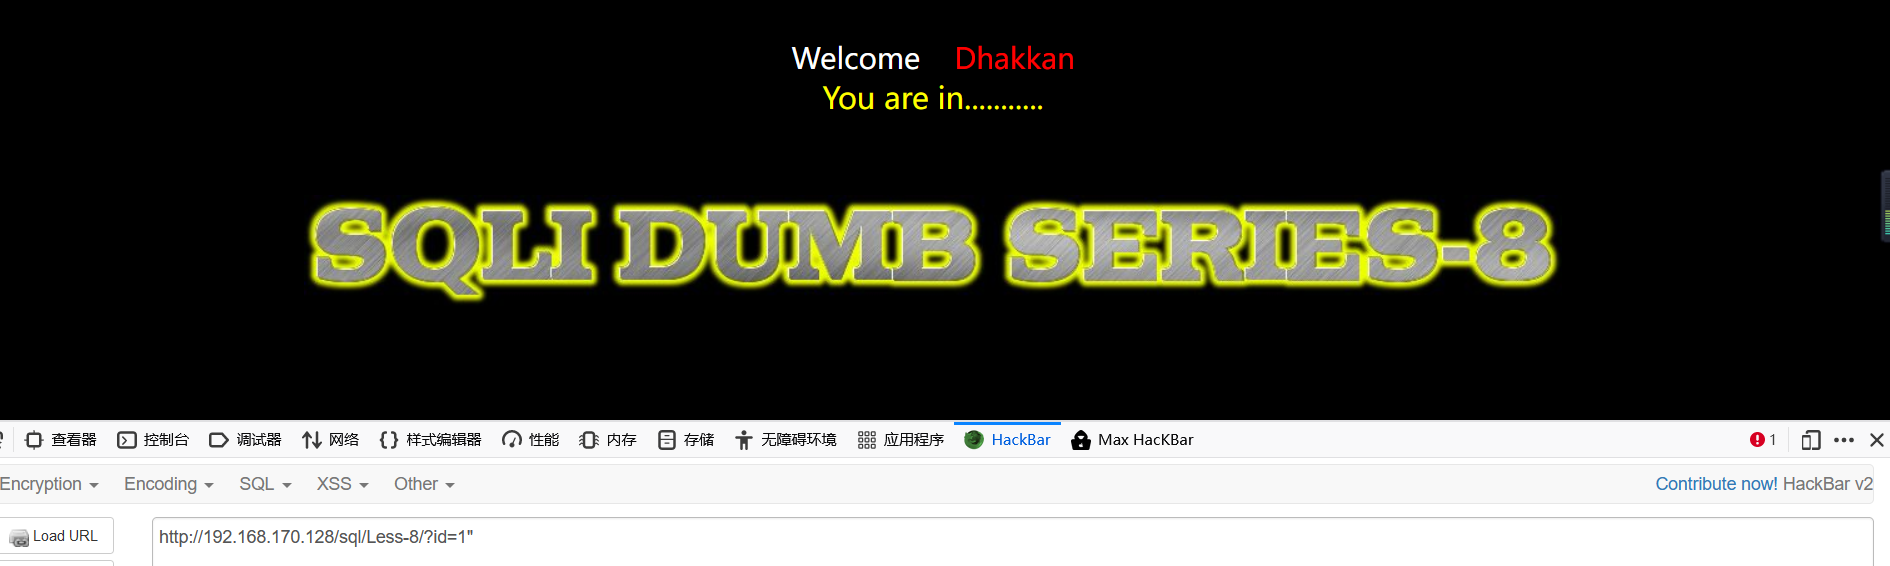 Welcome Dhakkan
You are in...........
SQLI DUMB SERIES-8
查看器 控制台 调试器 网络 样式编辑器 性能 内存 存储 无障碍环境 应用程序 HackBar Max HacKBar 1
Encryption Encoding SQL XSS Other Contribute now! HackBar v2
Load URL http://192.168.170.128/sql/Less-8/?id=1"